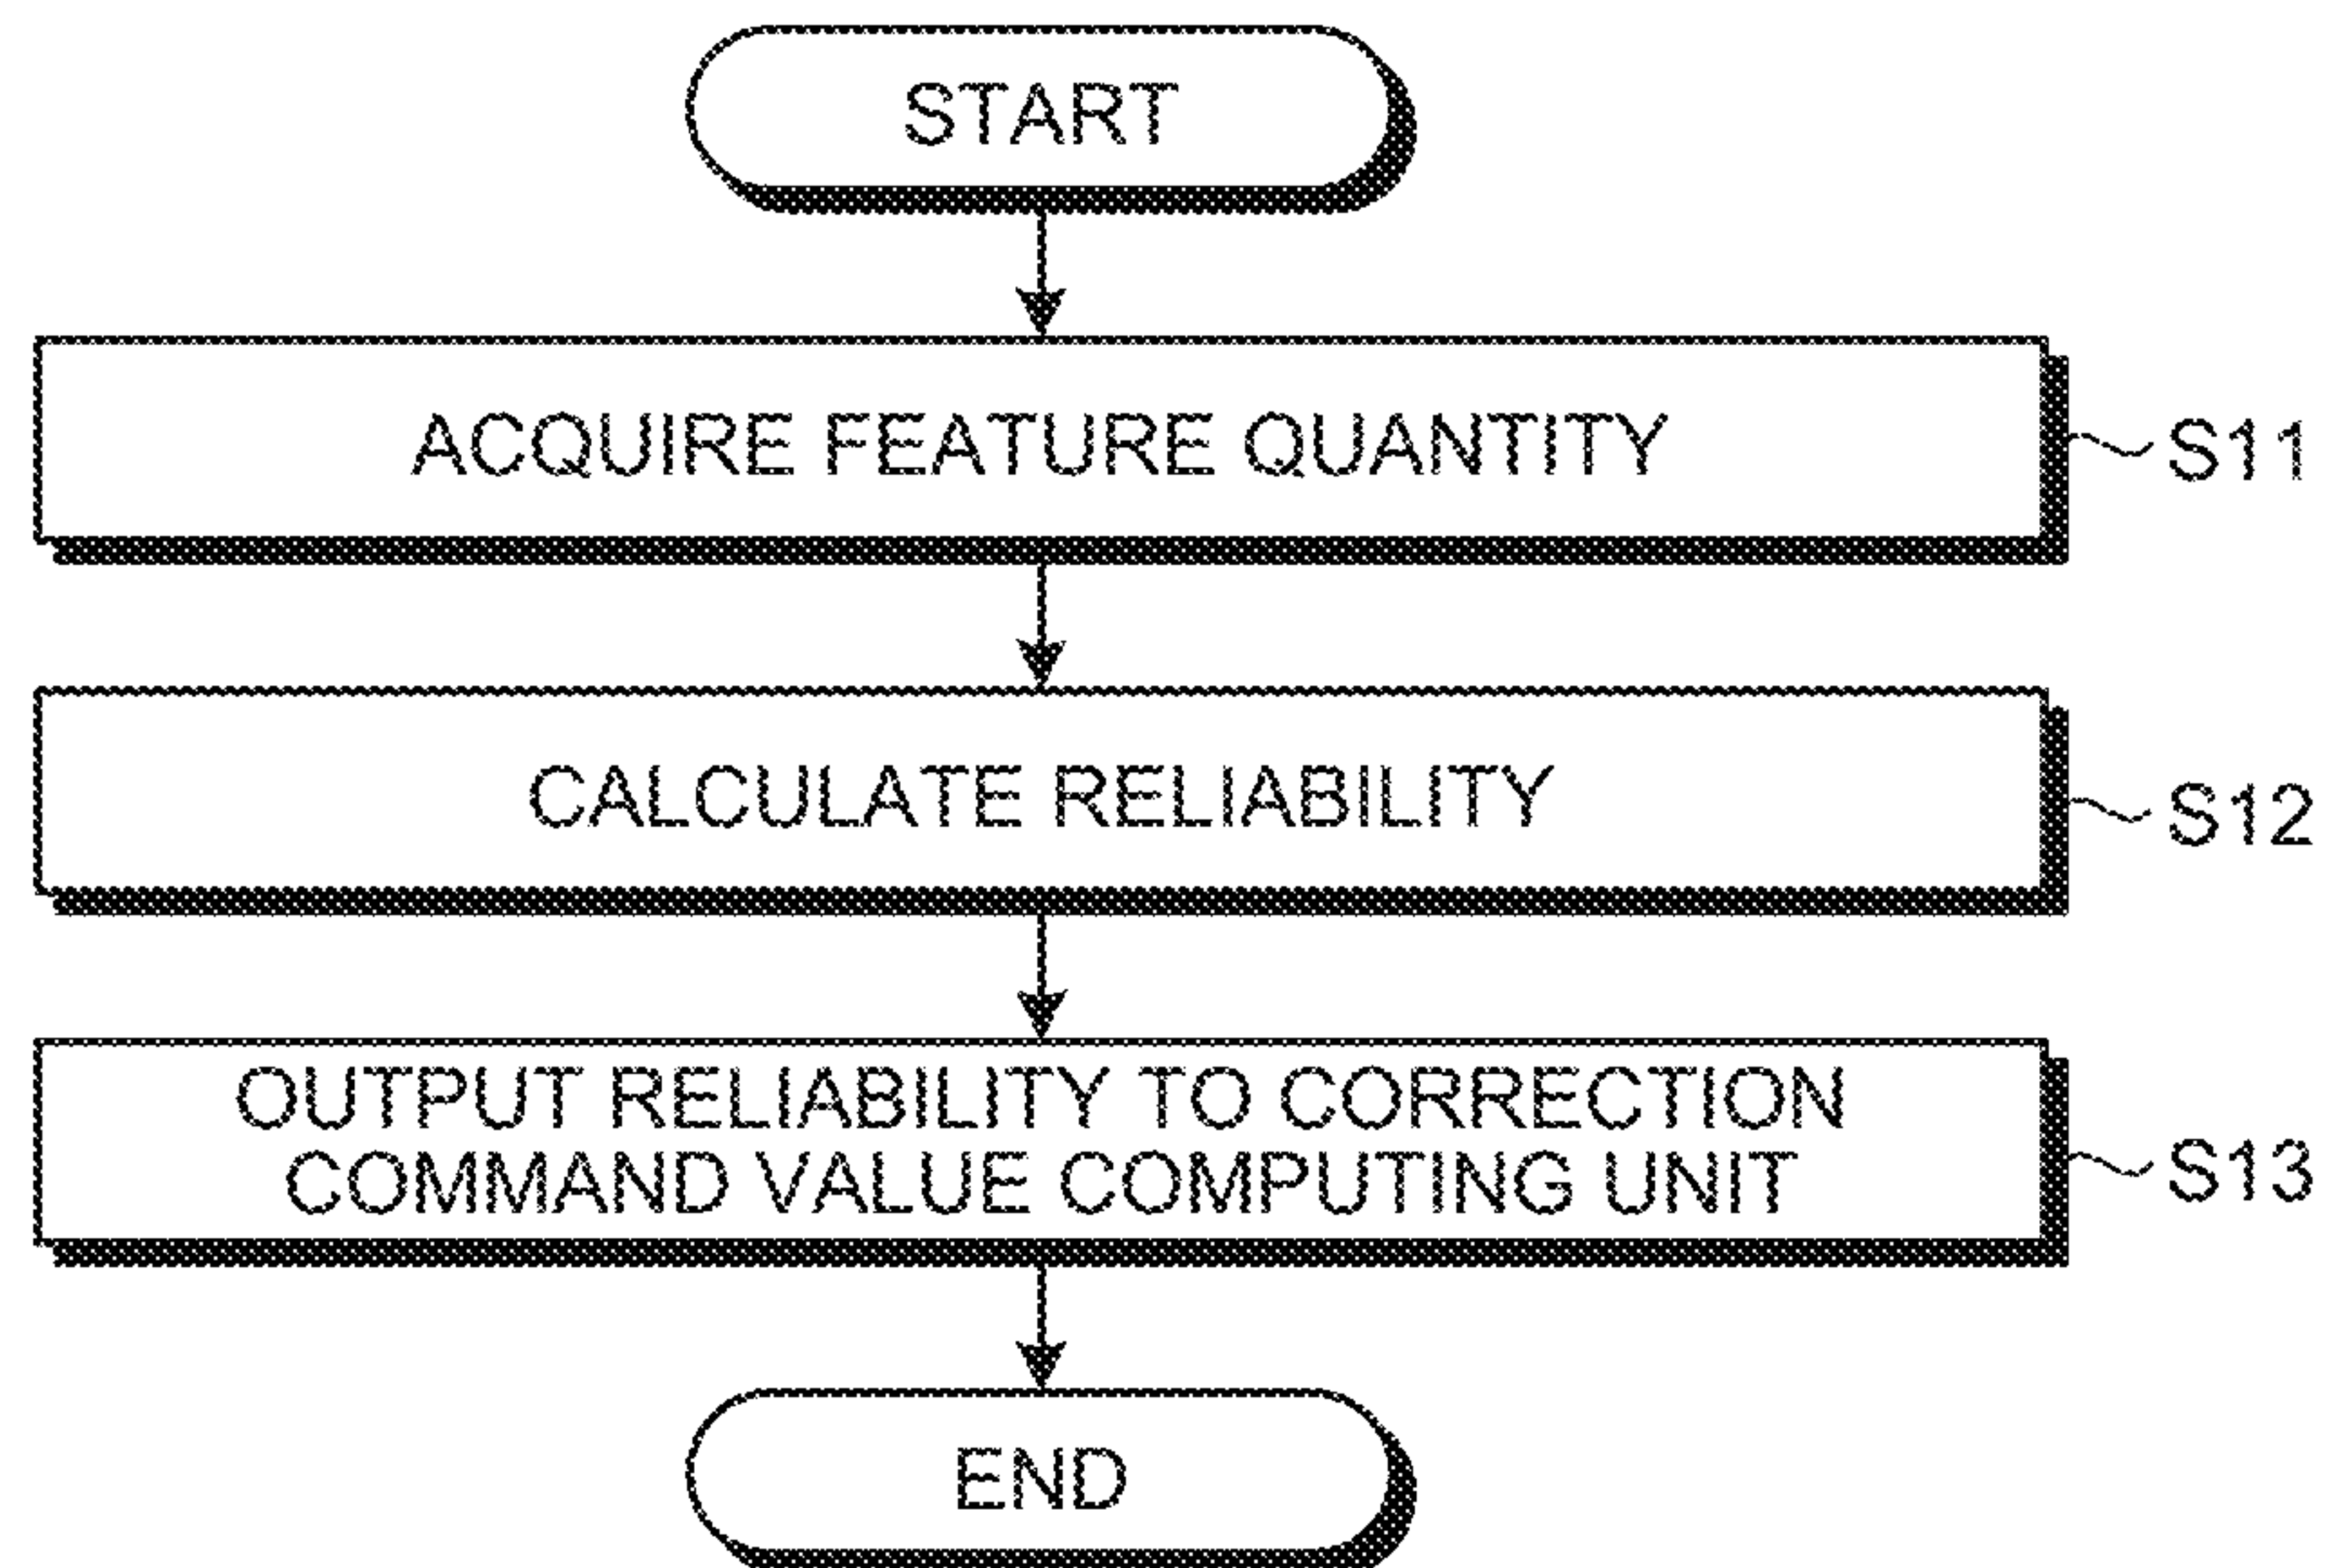 START
ACQUIRE FEATURE QUANTITY
S11
CALCULATE RELIABILITY
S12
OUTPUT RELIABILITY TO CORRECTION
COMMAND VALUE COMPUTING UNIT
S13
END